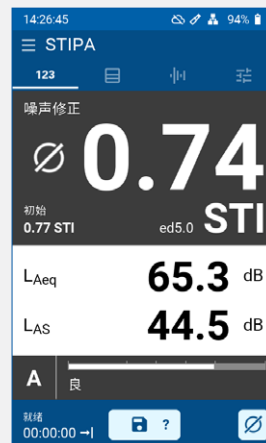 14:26:45 94%
STIPA
123
噪声修正
0.74
初始
0.77 STI
ed5.0 STI
LAeq 65.3 dB
LAS 44.5 dB
A
良
就绪
00:00:00
?